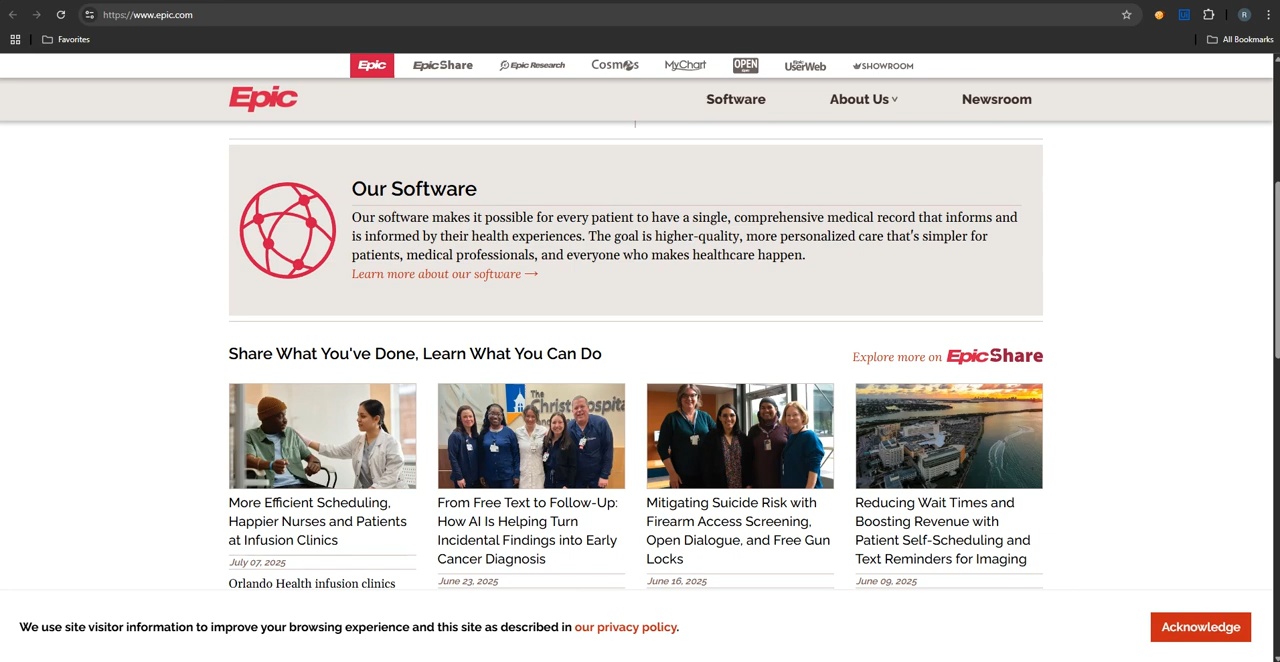 https://www.epic.com
Favorites
R
All Bookmarks
Epic
EpicShare
Epic Research
Cosmos
MyChart
OPEN
UserWeb
SHOWROOM
Epic
Software
About Us
Newsroom
Our Software
Our software makes it possible for every patient to have a single, comprehensive medical record that informs and
is informed by their health experiences. The goal is higher-quality, more personalized care that's simpler for
patients, medical professionals, and everyone who makes healthcare happen.
Learn more about our software →
Share What You've Done, Learn What You Can Do
Explore more on EpicShare
The
Christ Hospital
More Efficient Scheduling,
Happier Nurses and Patients
at Infusion Clinics
July 07, 2025
Orlando Health infusion clinics
From Free Text to Follow-Up:
How AI Is Helping Turn
Incidental Findings into Early
Cancer Diagnosis
June 23, 2025
Mitigating Suicide Risk with
Firearm Access Screening,
Open Dialogue, and Free Gun
Locks
June 16, 2025
Reducing Wait Times and
Boosting Revenue with
Patient Self-Scheduling and
Text Reminders for Imaging
June 09, 2025
We use site visitor information to improve your browsing experience and this site as described in our privacy policy.
Acknowledge